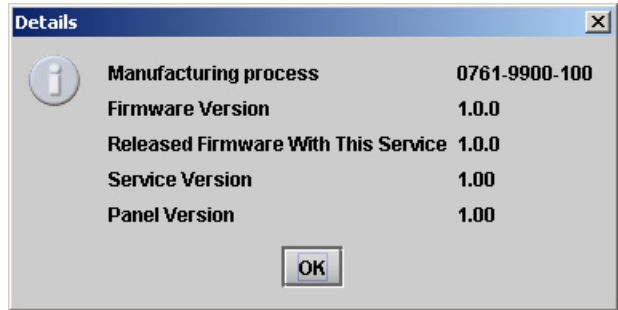 Details
Manufacturing process 0761-9900-100
Firmware Version 1.0.0
Released Firmware With This Service 1.0.0
Service Version 1.00
Panel Version 1.00
OK